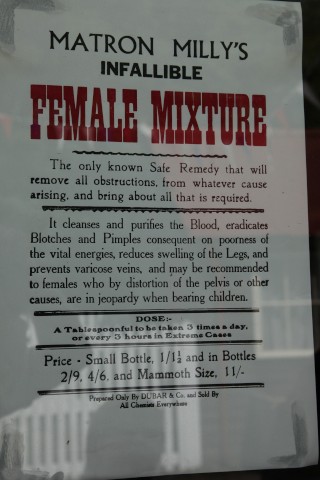 MATRON MILLY'S
INFALLIBLE
FEMALE MIXTURE
The only known Safe Remedy that will
remove all obstructions, from whatever cause
arising, and bring about all that is required.
It cleanses and purifies the Blood, eradicates
Blotches and Pimples consequent on poorness of
the vital energies, reduces swelling of the Legs, and
prevents varicose veins, and may be recommended
to females who by distortion of the pelvis or other
causes, are in jeopardy when bearing children.
DOSE:-
A Tablespoonful to be taken 3 times a day,
or every 3 hours in Extreme Cases
Price - Small Bottle, 1/1½ and in Bottles
2/9, 4/6, and Mammoth Size, 11/-
Prepared Only By DUBAR & Co. and Sold By
All Chemists Everywhere